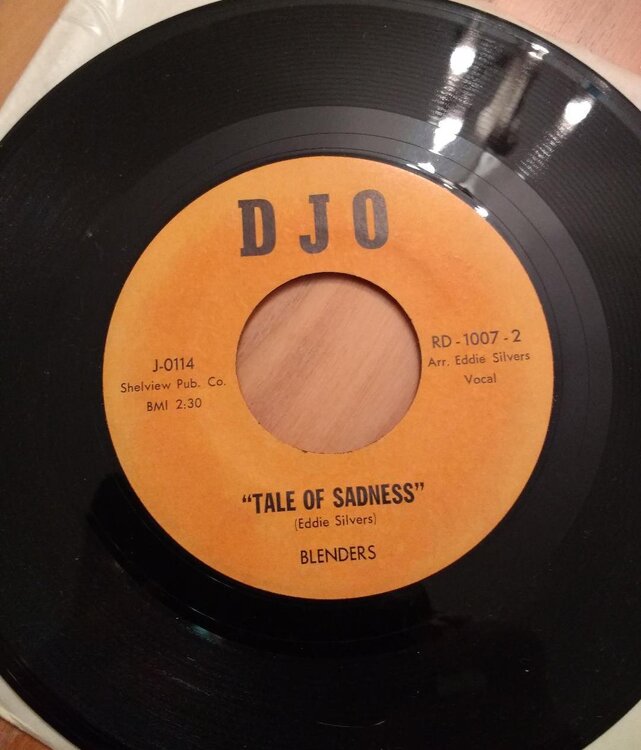 DJO
J-0114
Shelview Pub. Co.
BMI 2:30
RD-1007-2
Arr. Eddie Silvers
Vocal
"TALE OF SADNESS"
(Eddie Silvers)
BLENDERS